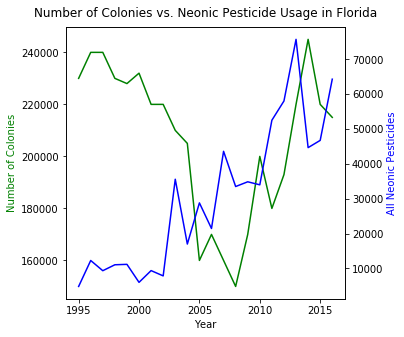 Number of Colonies vs. Neonic Pesticide Usage in Florida
240000
220000
200000
180000
160000
Number of Colonies
70000
60000
50000
40000
30000
20000
10000
All Neonic Pesticides
1995 2000 2005 2010 2015
Year